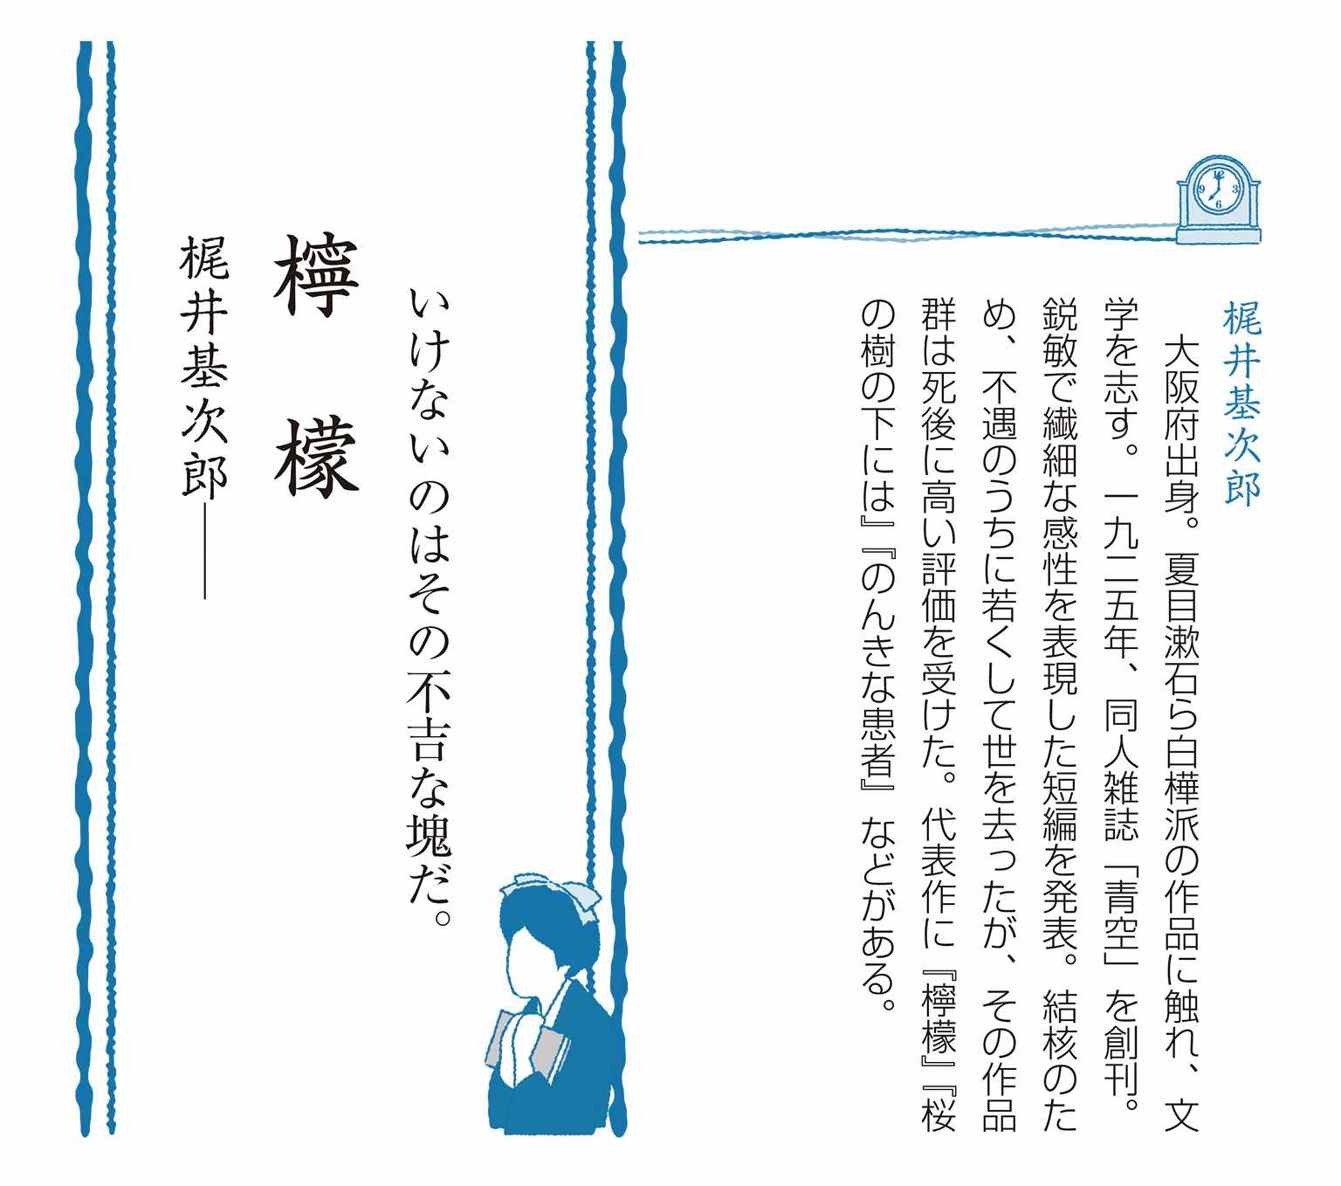 梶井基次郎
大阪府出身。夏目漱石ら白樺派の作品に触れ、文
学を志す。一九二五年、同人雑誌「青空」を創刊。
鋭敏で繊細な感性を表現した短編を発表。結核のた
め、不遇のうちに若くして世を去ったが、その作品
群は死後に高い評価を受けた。代表作に『檸檬』『桜
の樹の下には』『のんきな患者』などがある。
12
9 3
6
いけないのはその不吉な塊だ。
檸檬
梶井基次郎――